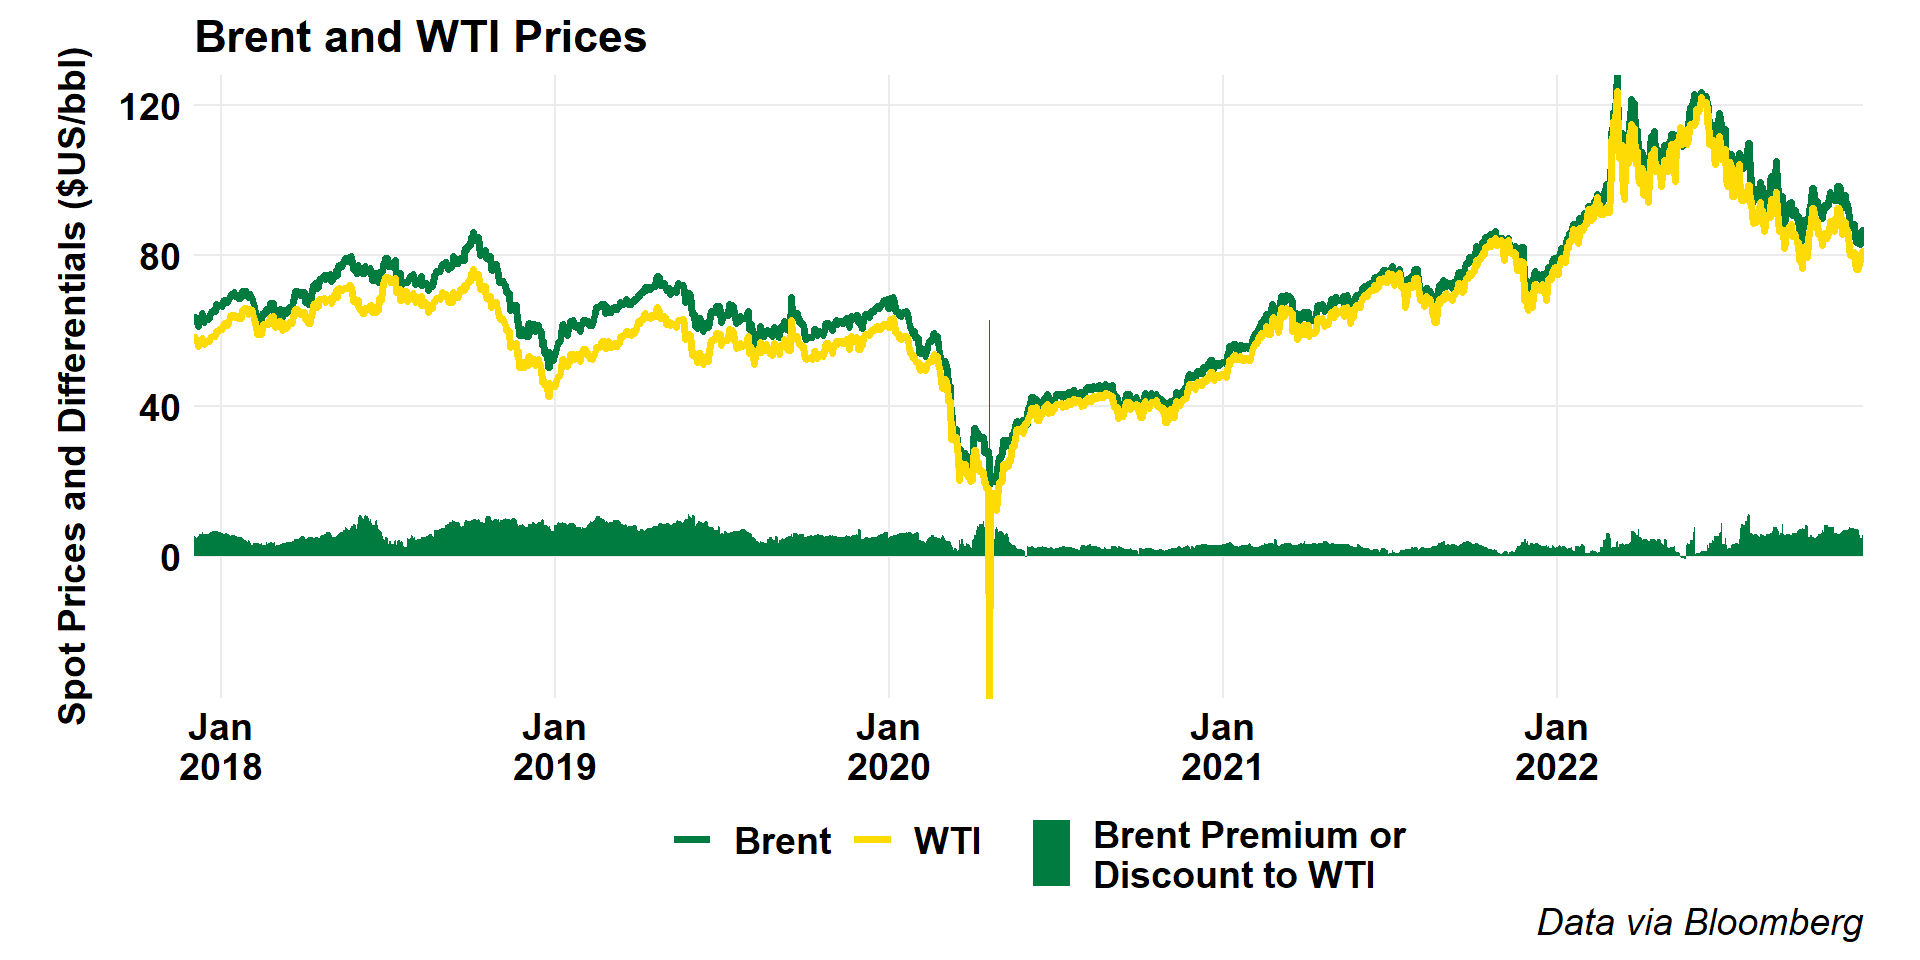 Brent and WTI Prices
Spot Prices and Differentials ($US/bbl)
120
80
40
0
Jan
2018
Jan
2019
Jan
2020
Jan
2021
Jan
2022
Brent
WTI
Brent Premium or
Discount to WTI
Data via Bloomberg